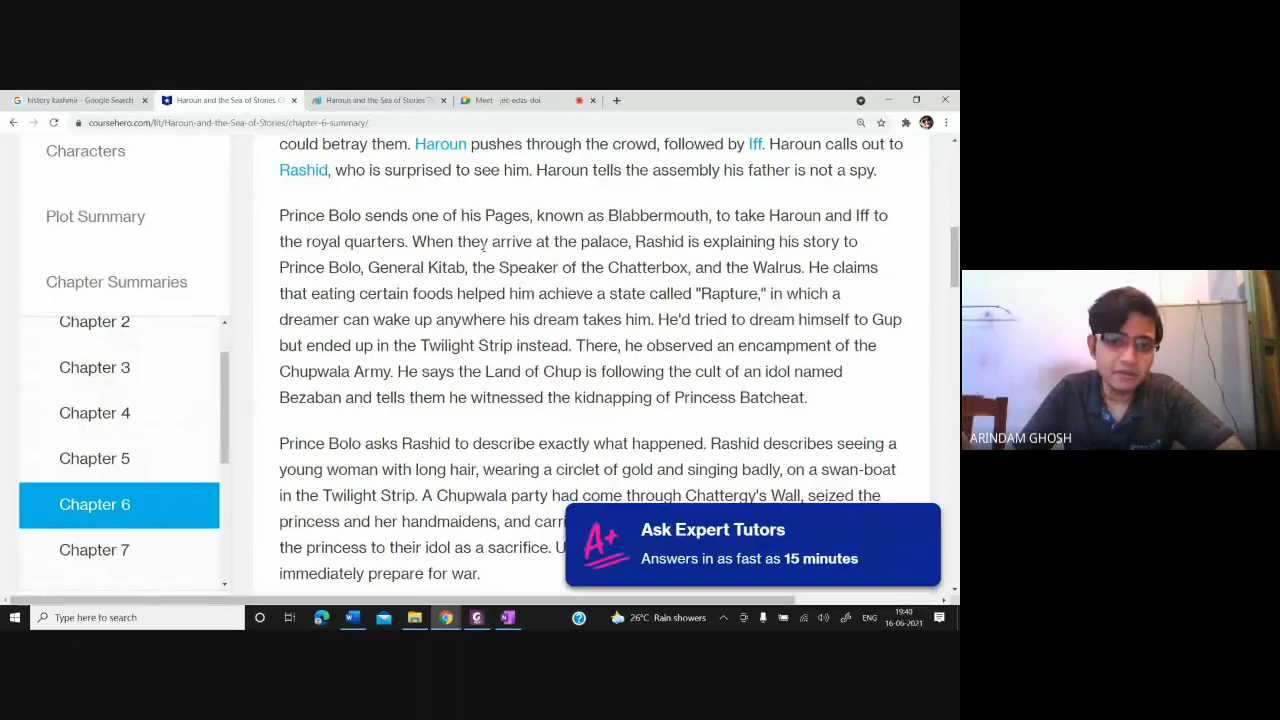 history kashmir - Google Search
Haroun and the Sea of Stories C
Haroun and the Sea of Stories T
Meet - jec-edzs-doi
coursehero.com/lit/Haroun-and-the-Sea-of-Stories/chapter-6-summary/
Characters
Plot Summary
Chapter Summaries
Chapter 2
Chapter 3
Chapter 4
Chapter 5
Chapter 6
Chapter 7
could betray them. Haroun pushes through the crowd, followed by Iff. Haroun calls out to
Rashid, who is surprised to see him. Haroun tells the assembly his father is not a spy.
Prince Bolo sends one of his Pages, known as Blabbermouth, to take Haroun and Iff to
the royal quarters. When they arrive at the palace, Rashid is explaining his story to
Prince Bolo, General Kitab, the Speaker of the Chatterbox, and the Walrus. He claims
that eating certain foods helped him achieve a state called "Rapture," in which a
dreamer can wake up anywhere his dream takes him. He'd tried to dream himself to Gup
but ended up in the Twilight Strip instead. There, he observed an encampment of the
Chupwala Army. He says the Land of Chup is following the cult of an idol named
Bezaban and tells them he witnessed the kidnapping of Princess Batcheat.
Prince Bolo asks Rashid to describe exactly what happened. Rashid describes seeing a
young woman with long hair, wearing a circlet of gold and singing badly, on a swan-boat
in the Twilight Strip. A Chupwala party had come through Chattergy's Wall, seized the
princess and her handmaidens, and carri
the princess to their idol as a sacrifice. U
immediately prepare for war.
A+
Ask Expert Tutors
Answers in as fast as 15 minutes
ARINDAM GHOSH
Type here to search
26°C Rain showers
ENG
19:40
16-06-2021